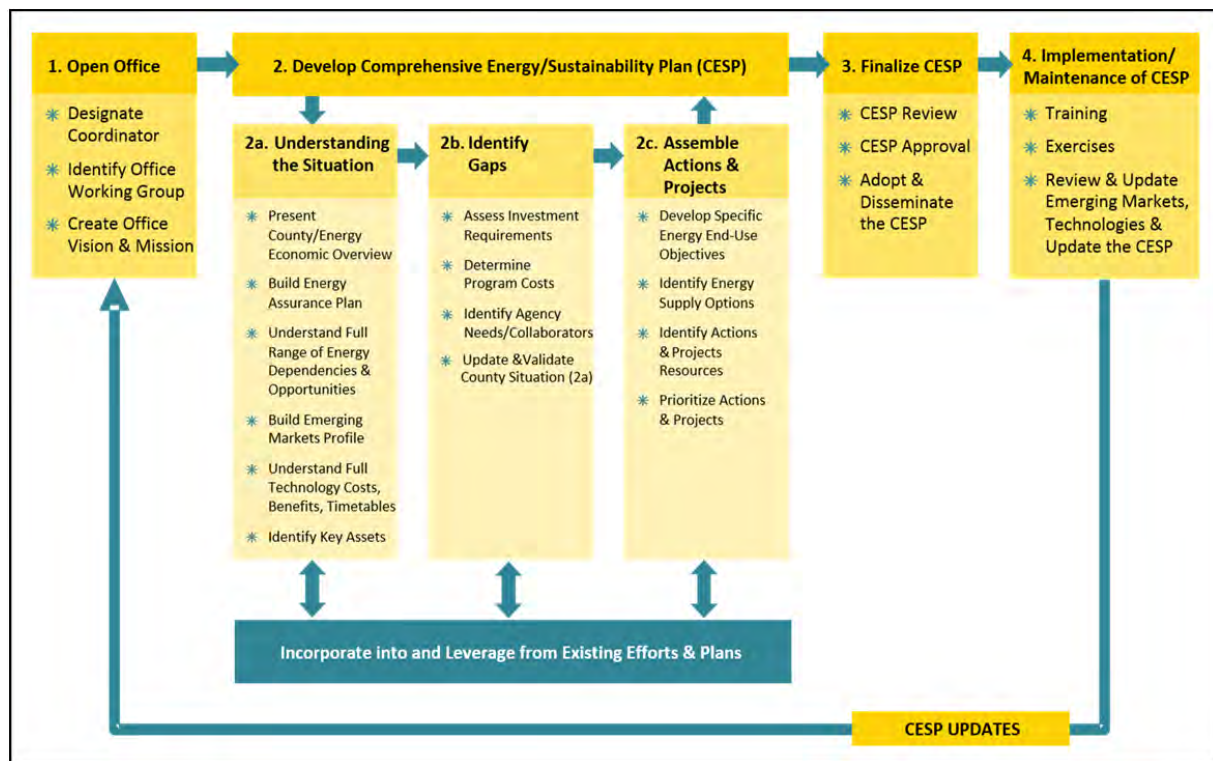 1. Open Office
✳ Designate
Coordinator
✳ Identify Office
Working Group
✳ Create Office
Vision & Mission
2. Develop Comprehensive Energy/Sustainability Plan (CESP)
2a. Understanding
the Situation
✳ Present
County/Energy
Economic Overview
✳ Build Energy
Assurance Plan
✳ Understand Full
Range of Energy
Dependencies &
Opportunities
✳ Build Emerging
Markets Profile
✳ Understand Full
Technology Costs,
Benefits, Timetables
✳ Identify Key Assets
2b. Identify
Gaps
✳ Assess Investment
Requirements
✳ Determine
Program Costs
✳ Identify Agency
Needs/Collaborators
✳ Update &Validate
County Situation (2a)
2c. Assemble
Actions &
Projects
✳ Develop Specific
Energy End-Use
Objectives
✳ Identify Energy
Supply Options
✳ Identify Actions
& Projects
Resources
✳ Prioritize Actions
& Projects
Incorporate into and Leverage from Existing Efforts & Plans
3. Finalize CESP
✳ CESP Review
✳ CESP Approval
✳ Adopt &
Disseminate
the CESP
4. Implementation/
Maintenance of CESP
✳ Training
✳ Exercises
✳ Review & Update
Emerging Markets,
Technologies &
Update the CESP
CESP UPDATES